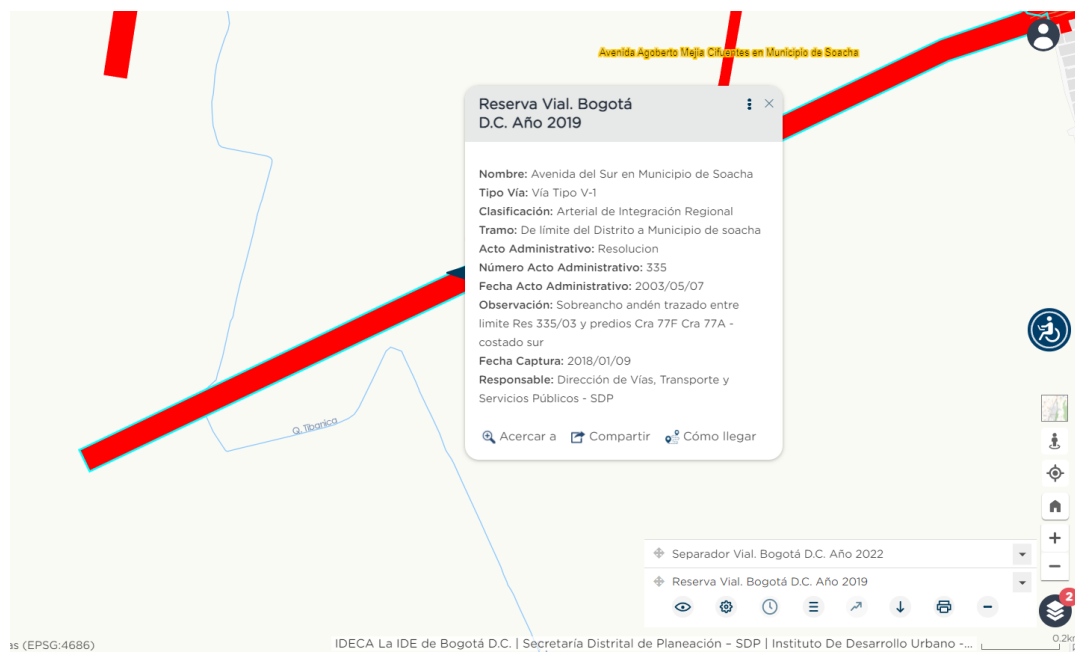 Avenida Agoberto Mejia Cifuentes en Municipio de Soacha
Reserva Vial. Bogotá
D.C. Año 2019
Nombre: Avenida del Sur en Municipio de Soacha
Tipo Vía: Vía Tipo V-1
Clasificación: Arterial de Integración Regional
Tramo: De límite del Distrito a Municipio de soacha
Acto Administrativo: Resolucion
Número Acto Administrativo: 335
Fecha Acto Administrativo: 2003/05/07
Observación: Sobreancho andén trazado entre
limite Res 335/03 y predios Cra 77F Cra 77A -
costado sur
Fecha Captura: 2018/01/09
Responsable: Dirección de Vías, Transporte y
Servicios Públicos - SDP
Acercar a Compartir Cómo llegar
Q. Tibanica
Separador Vial. Bogotá D.C. Año 2022
Reserva Vial. Bogotá D.C. Año 2019
2
as (EPSG:4686)
IDECA La IDE de Bogotá D.C. | Secretaría Distrital de Planeación – SDP | Instituto De Desarrollo Urbano -...
0.2k